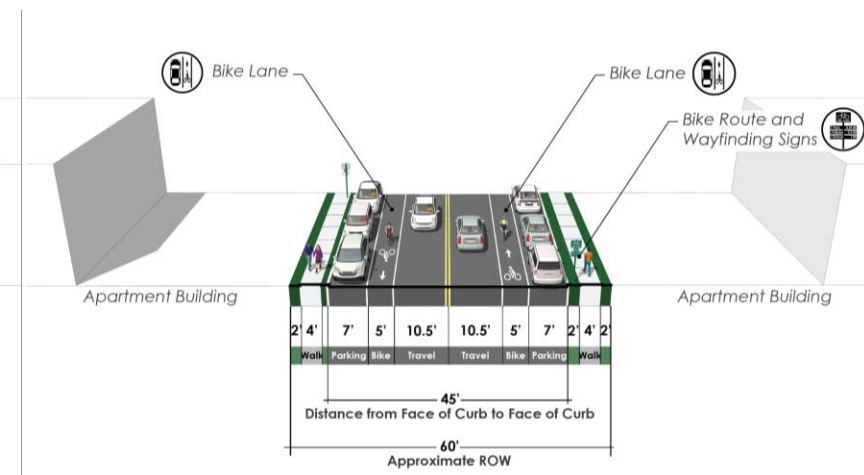 Bike Lane
Bike Lane
Bike Route and
Wayfinding Signs
Apartment Building
Apartment Building
2' 4' 7' 5' 10.5' 10.5' 5' 7' 2' 4' 2'
Walk Parking Bike Travel Travel Bike Parking Walk
45'
Distance from Face of Curb to Face of Curb
60'
Approximate ROW